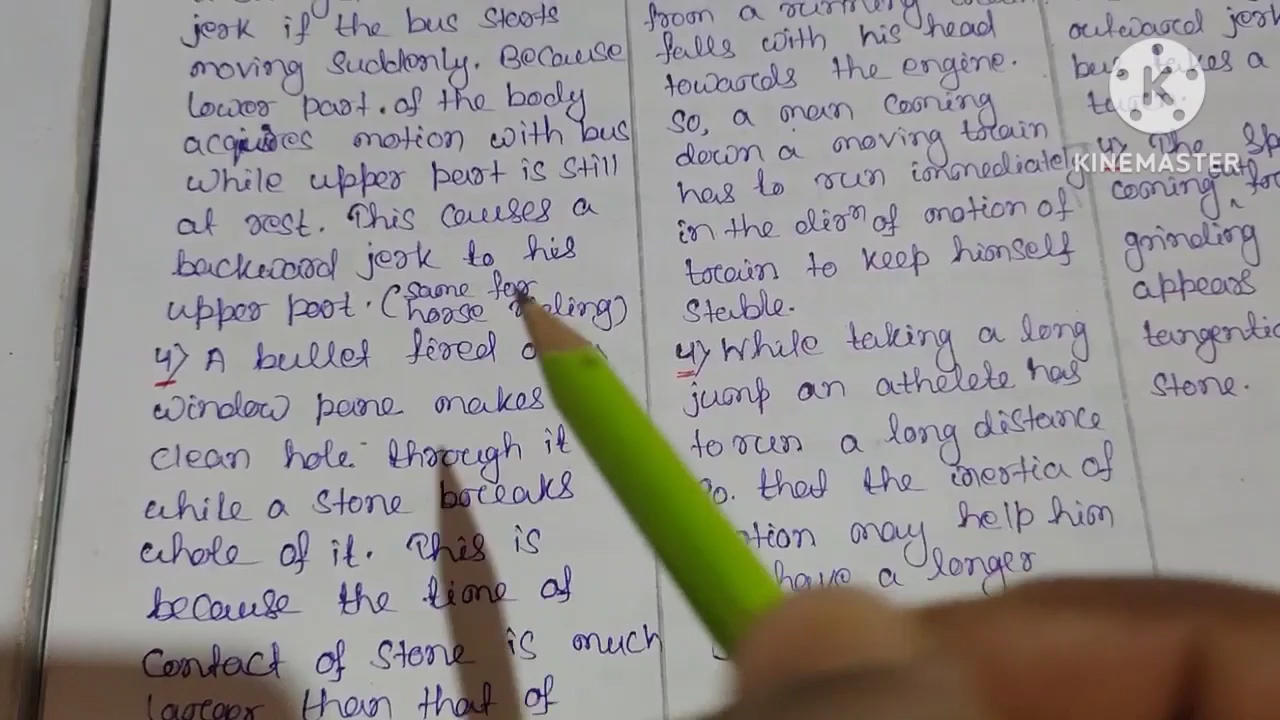 jerk if the bus starts
moving suddenly. Because
lower part of the body
acquires motion with bus
while upper part is still
at rest. This causes a
backward jerk to his
upper part. (same for
horse riding)
4) A bullet fired
window pane makes
clean hole through it
while a stone breaks
whole of it. This is
because the time of
contact of stone is much
larger than that of
from a running
falls with his head
towards the engine.
so, a man coming
down a moving train
has to run immediately
in the dirⁿ of motion of
train to keep himself
stable.
4) While taking a long
jump an athelete has
to run a long distance
so. that the inertia of
motion may help him
have a longer
outward jerk
bus takes a
turn.
4) The
coming
grinding
appears
stone.
KINEMASTER